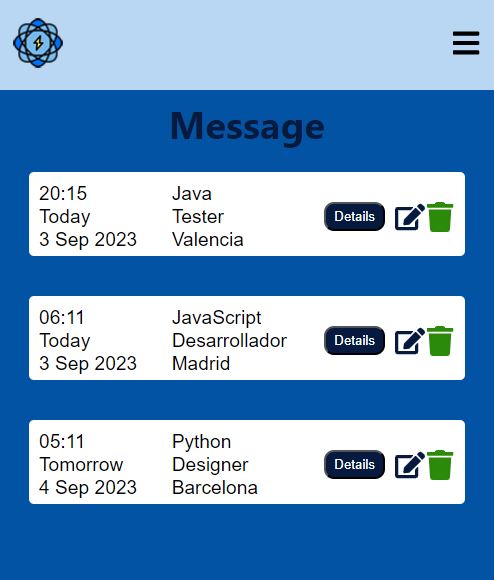 Message
20:15
Today
3 Sep 2023
Java
Tester
Valencia
Details
06:11
Today
3 Sep 2023
JavaScript
Desarrollador
Madrid
Details
05:11
Tomorrow
4 Sep 2023
Python
Designer
Barcelona
Details